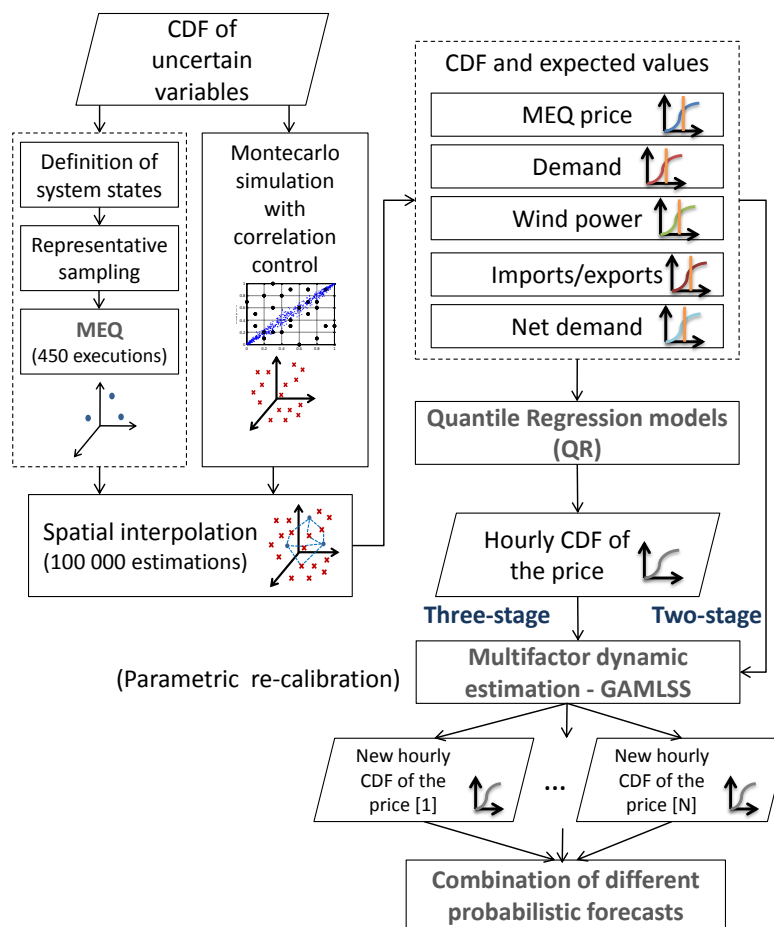 CDF of
uncertain
variables
Definition of
system states
Representative
sampling
MEQ
(450 executions)
Montecarlo
simulation
with
correlation
control
Spatial interpolation
(100 000 estimations)
CDF and expected values
MEQ price
Demand
Wind power
Imports/exports
Net demand
Quantile Regression models
(QR)
Hourly CDF of
the price
Three-stage
Two-stage
(Parametric re-calibration)
Multifactor dynamic
estimation - GAMLSS
New hourly
CDF of the
price [1]
...
New hourly
CDF of the
price [N]
Combination of different
probabilistic forecasts